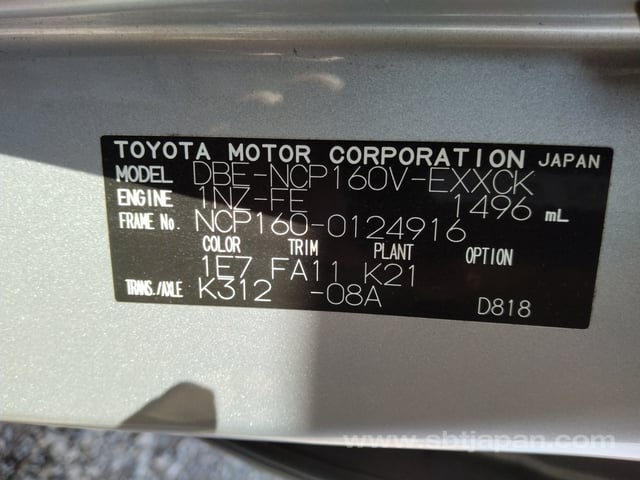 TOYOTA MOTOR CORPORATION JAPAN
MODEL DBE-NCP160V-EXXCK
ENGINE 1NZ-FE 1496 mL
FRAME No. NCP160-0124916
COLOR TRIM PLANT OPTION
1E7 FA11 K21
TRANS./AXLE K312 -08A D818
www.sbtjapan.com